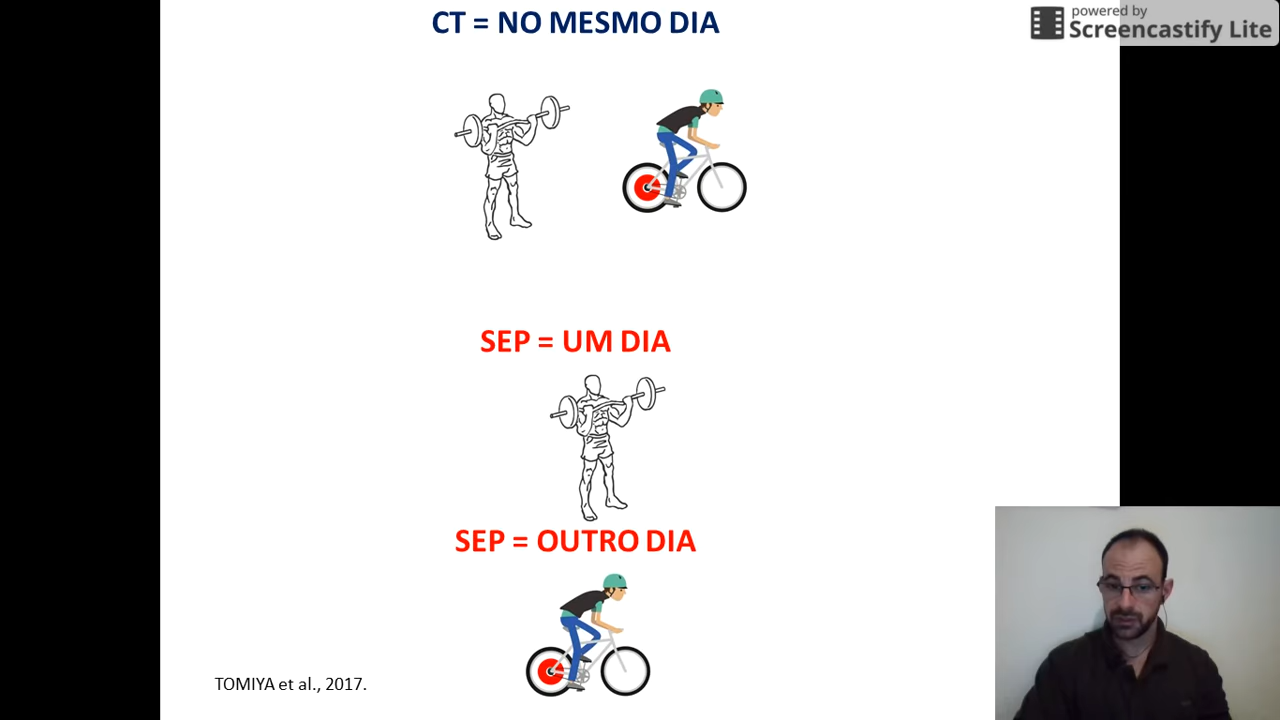 CT = NO MESMO DIA
powered by
Screencastify Lite
SEP = UM DIA
SEP = OUTRO DIA
TOMIYA et al., 2017.